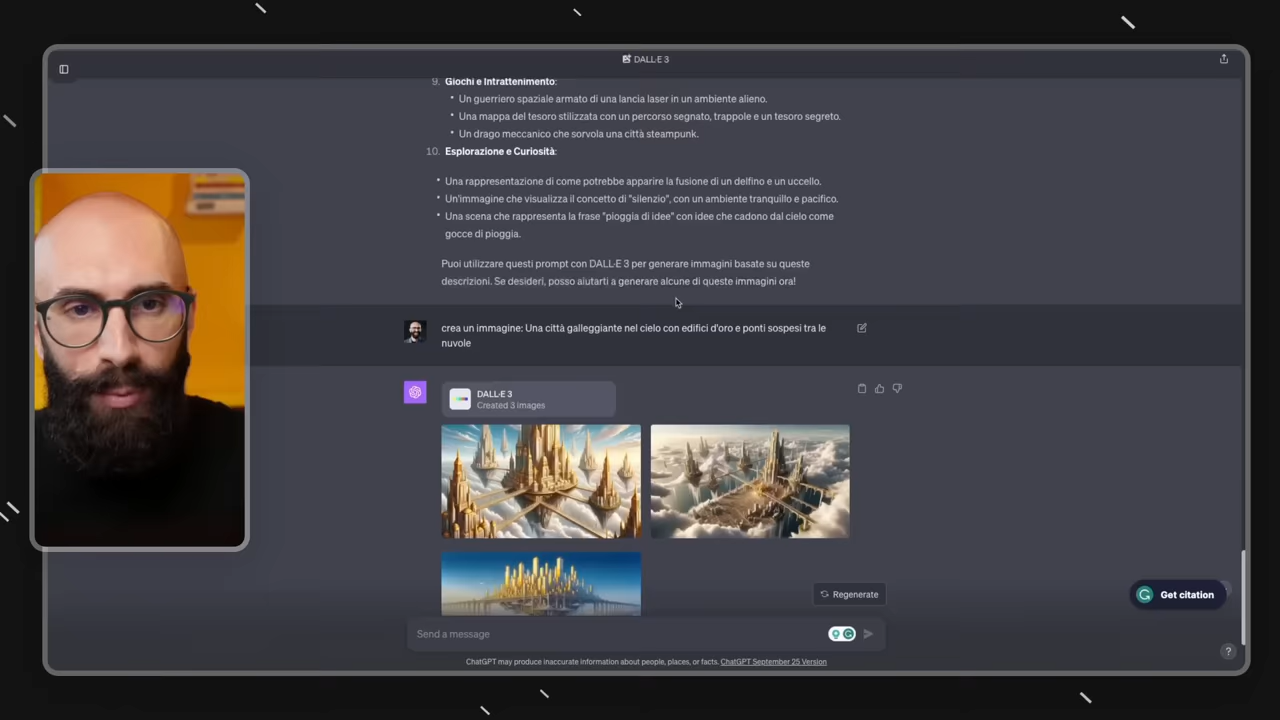 DALL·E 3
9. Giochi e Intrattenimento:
• Un guerriero spaziale armato di una lancia laser in un ambiente alieno.
• Una mappa del tesoro stilizzata con un percorso segnato, trappole e un tesoro segreto.
• Un drago meccanico che sorvola una città steampunk.
10. Esplorazione e Curiosità:
• Una rappresentazione di come potrebbe apparire la fusione di un delfino e un uccello.
• Un'immagine che visualizza il concetto di "silenzio", con un ambiente tranquillo e pacifico.
• Una scena che rappresenta la frase "pioggia di idee" con idee che cadono dal cielo come
gocce di pioggia.
Puoi utilizzare questi prompt con DALL·E 3 per generare immagini basate su queste
descrizioni. Se desideri, posso aiutarti a generare alcune di queste immagini ora!
crea un immagine: Una città galleggiante nel cielo con edifici d'oro e ponti sospesi tra le
nuvole
DALL·E 3
Created 3 images
Regenerate
Get citation
Send a message
ChatGPT may produce inaccurate information about people, places, or facts. ChatGPT September 25 Version
?